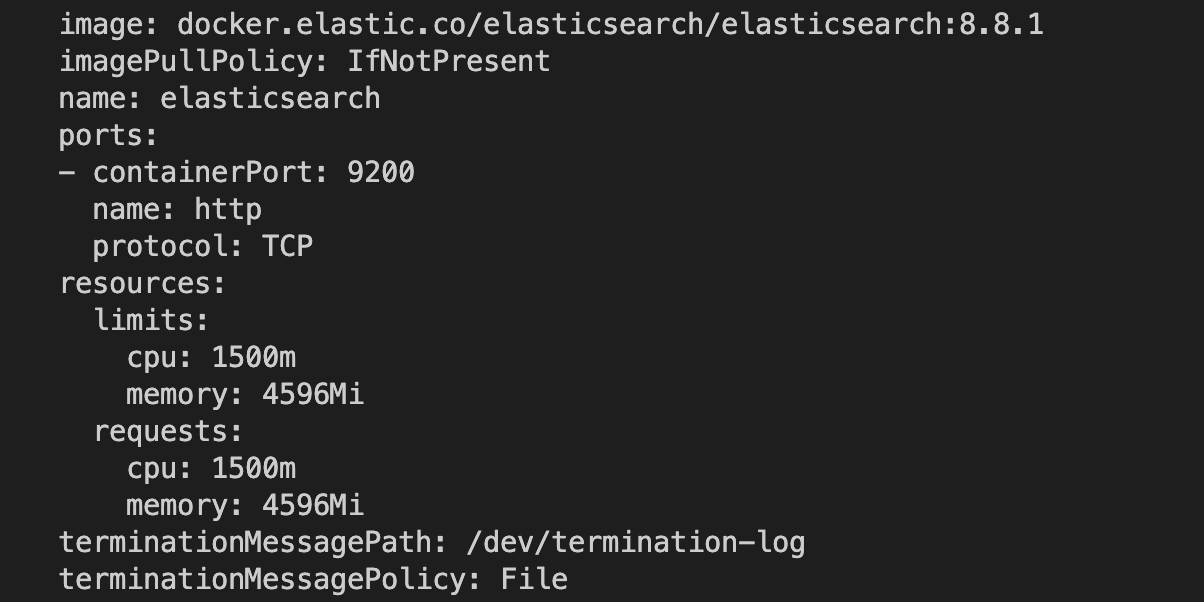 image: docker.elastic.co/elasticsearch/elasticsearch:8.8.1
imagePullPolicy: IfNotPresent
name: elasticsearch
ports:
- containerPort: 9200
  name: http
  protocol: TCP
resources:
  limits:
    cpu: 1500m
    memory: 4596Mi
  requests:
    cpu: 1500m
    memory: 4596Mi
terminationMessagePath: /dev/termination-log
terminationMessagePolicy: File